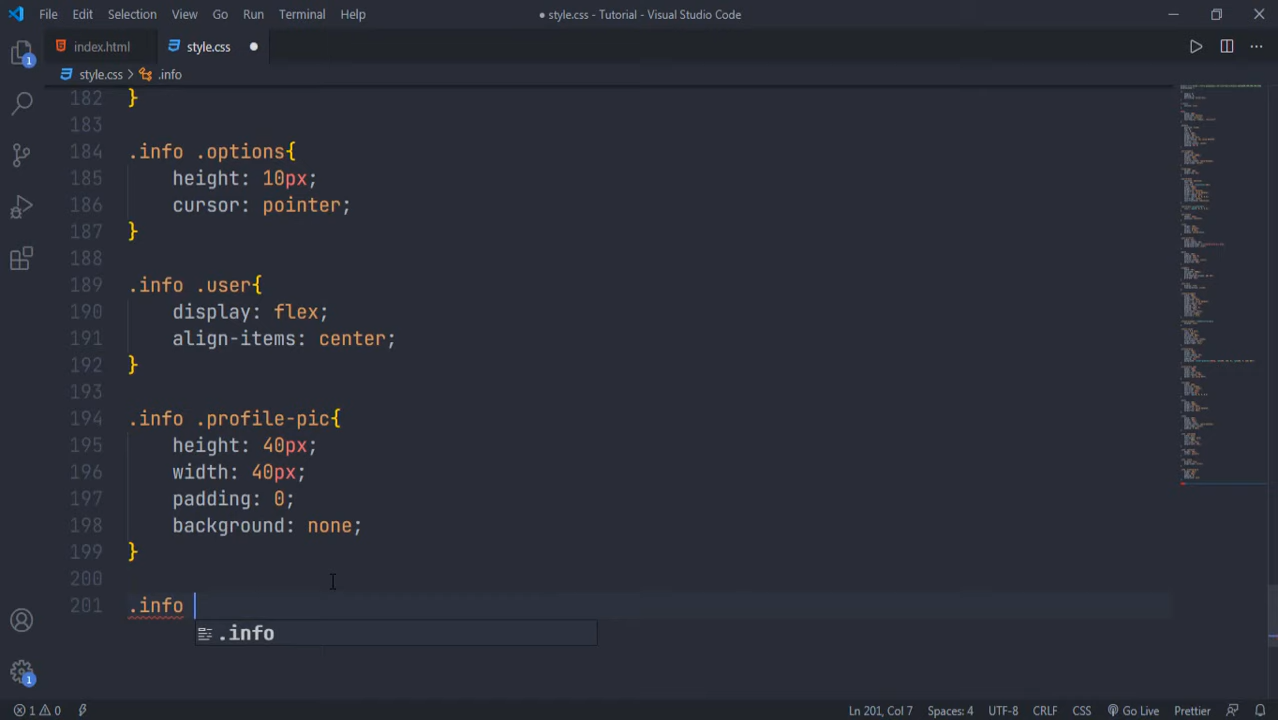 File Edit Selection View Go Run Terminal Help
● style.css - Tutorial - Visual Studio Code
index.html
style.css ●
style.css > .info
182 }
183
184 .info .options{
185 height: 10px;
186 cursor: pointer;
187 }
188
189 .info .user{
190 display: flex;
191 align-items: center;
192 }
193
194 .info .profile-pic{
195 height: 40px;
196 width: 40px;
197 padding: 0;
198 background: none;
199 }
200
201 .info
.info
1
1
1 0
Ln 201, Col 7 Spaces: 4 UTF-8 CRLF CSS Go Live Prettier